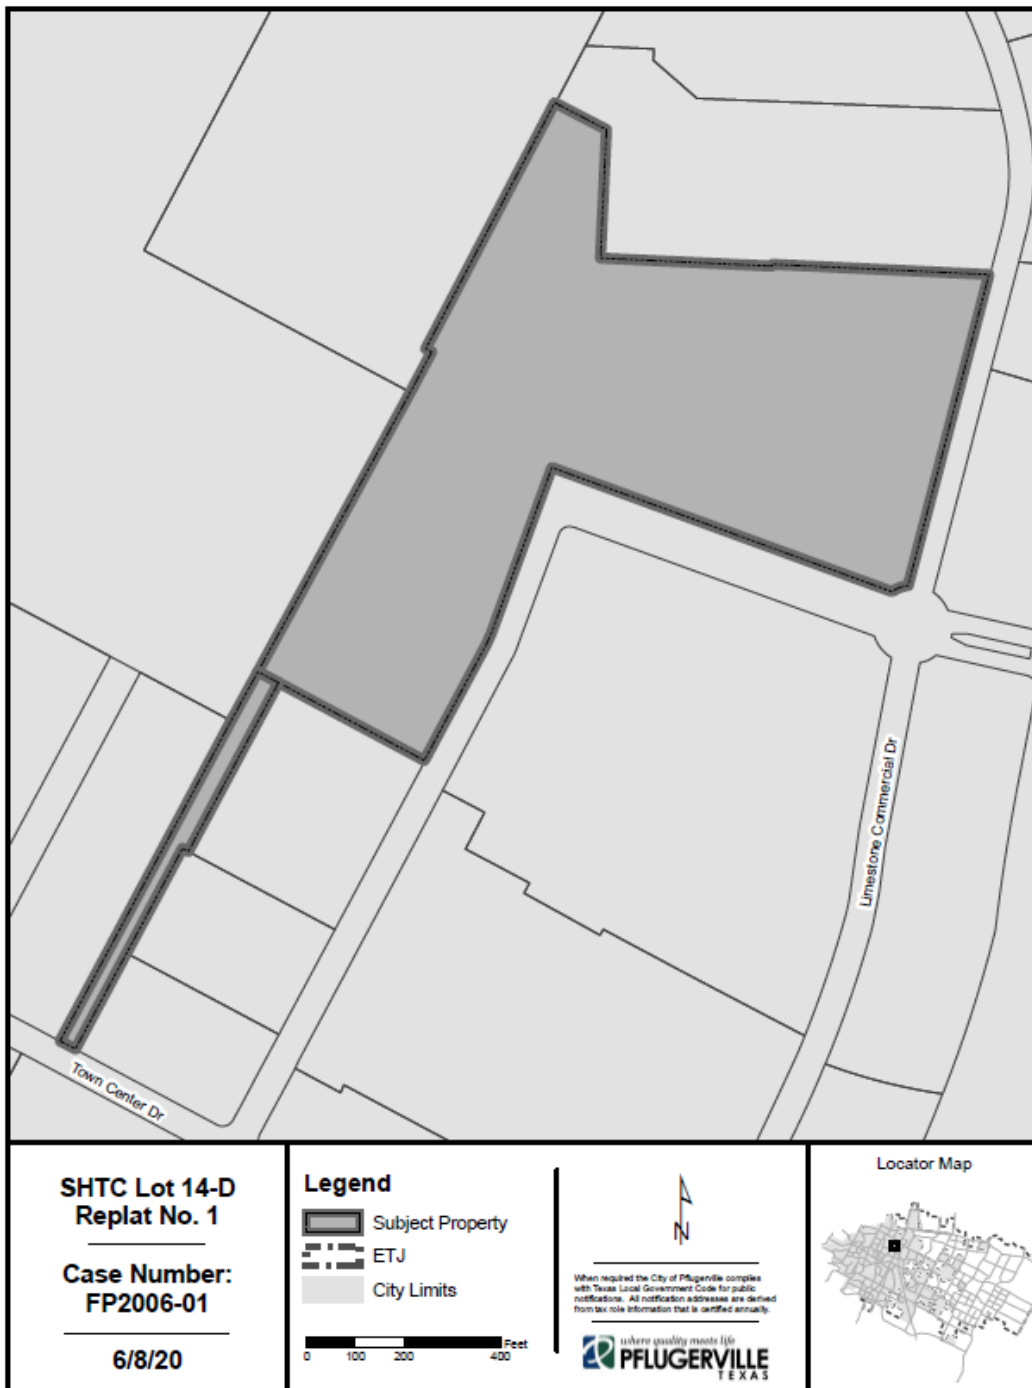 Limestone Commercial Dr
Town Center Dr
SHTC Lot 14-D
Replat No. 1
Case Number:
FP2006-01
6/8/20
Legend
Subject Property
ETJ
City Limits
Feet
0 100 200 400
N
When required the City of Pflugerville complies
with Texas Local Government Code for public
notifications. All notification addresses are derived
from tax role information that is certified annually.
where quality meets life
PFLUGERVILLE
TEXAS
Locator Map